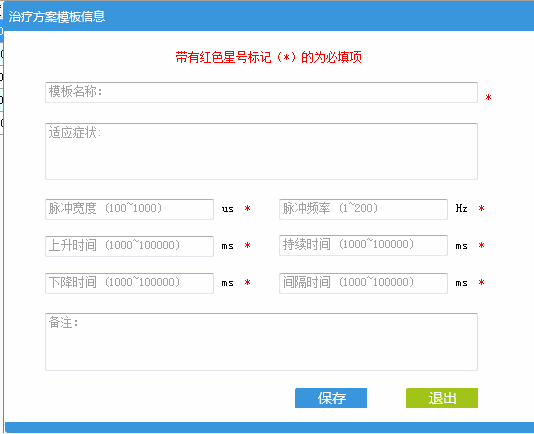 治疗方案模板信息
带有红色星号标记（*）的为必填项
模板名称： *
适应症状:
脉冲宽度（100~1000） us * 脉冲频率（1~200） Hz *
上升时间（1000~100000） ms * 持续时间（1000~100000） ms *
下降时间（1000~100000） ms * 间隔时间（1000~100000） ms *
备注：
保存 退出